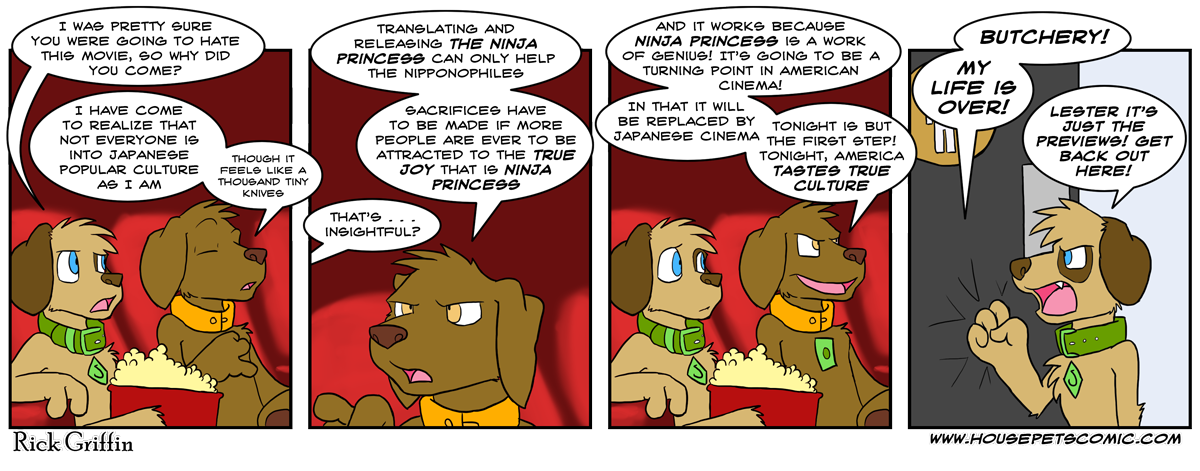 I WAS PRETTY SURE
YOU WERE GOING TO HATE
THIS MOVIE, SO WHY DID
YOU COME?
I HAVE COME
TO REALIZE THAT
NOT EVERYONE IS
INTO JAPANESE
POPULAR CULTURE
AS I AM
THOUGH IT
FEELS LIKE A
THOUSAND TINY
KNIVES
TRANSLATING AND
RELEASING THE NINJA
PRINCESS CAN ONLY HELP
THE NIPPONOPHILES
SACRIFICES HAVE
TO BE MADE IF MORE
PEOPLE ARE EVER TO BE
ATTRACTED TO THE TRUE
JOY THAT IS NINJA
PRINCESS
THAT'S . . .
INSIGHTFUL?
AND IT WORKS BECAUSE
NINJA PRINCESS IS A WORK
OF GENIUS! IT'S GOING TO BE A
TURNING POINT IN AMERICAN
CINEMA!
IN THAT IT WILL
BE REPLACED BY
JAPANESE CINEMA
TONIGHT IS BUT
THE FIRST STEP!
TONIGHT, AMERICA
TASTES TRUE
CULTURE
BUTCHERY!
MY
LIFE IS
OVER!
LESTER IT'S
JUST THE
PREVIEWS! GET
BACK OUT
HERE!
J
J
Rick Griffin
WWW.HOUSEPETSCOMIC.COM